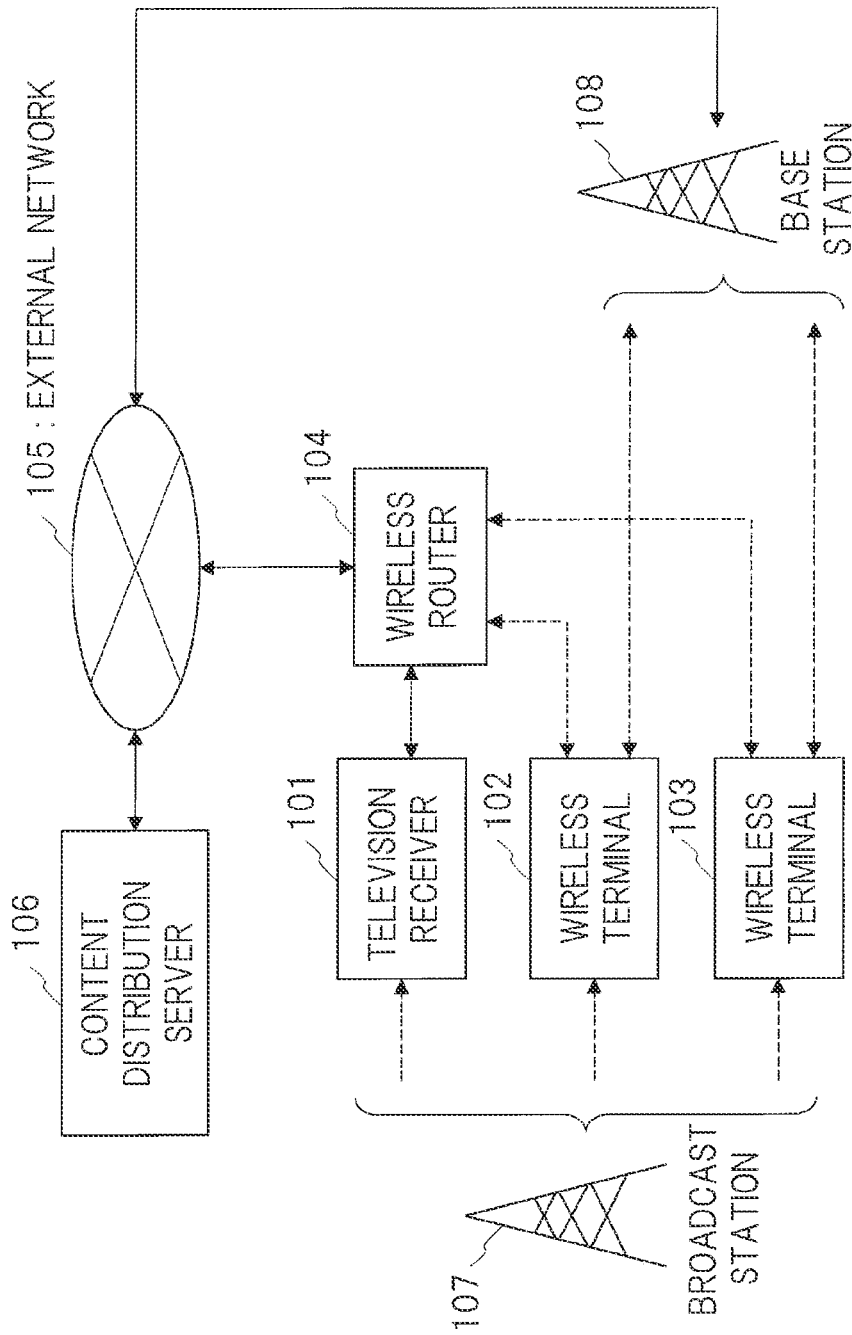 105 : EXTERNAL NETWORK
106
CONTENT
DISTRIBUTION
SERVER
104
WIRELESS
ROUTER
101
TELEVISION
RECEIVER
102
WIRELESS
TERMINAL
103
WIRELESS
TERMINAL
107
BROADCAST
STATION
108
BASE
STATION